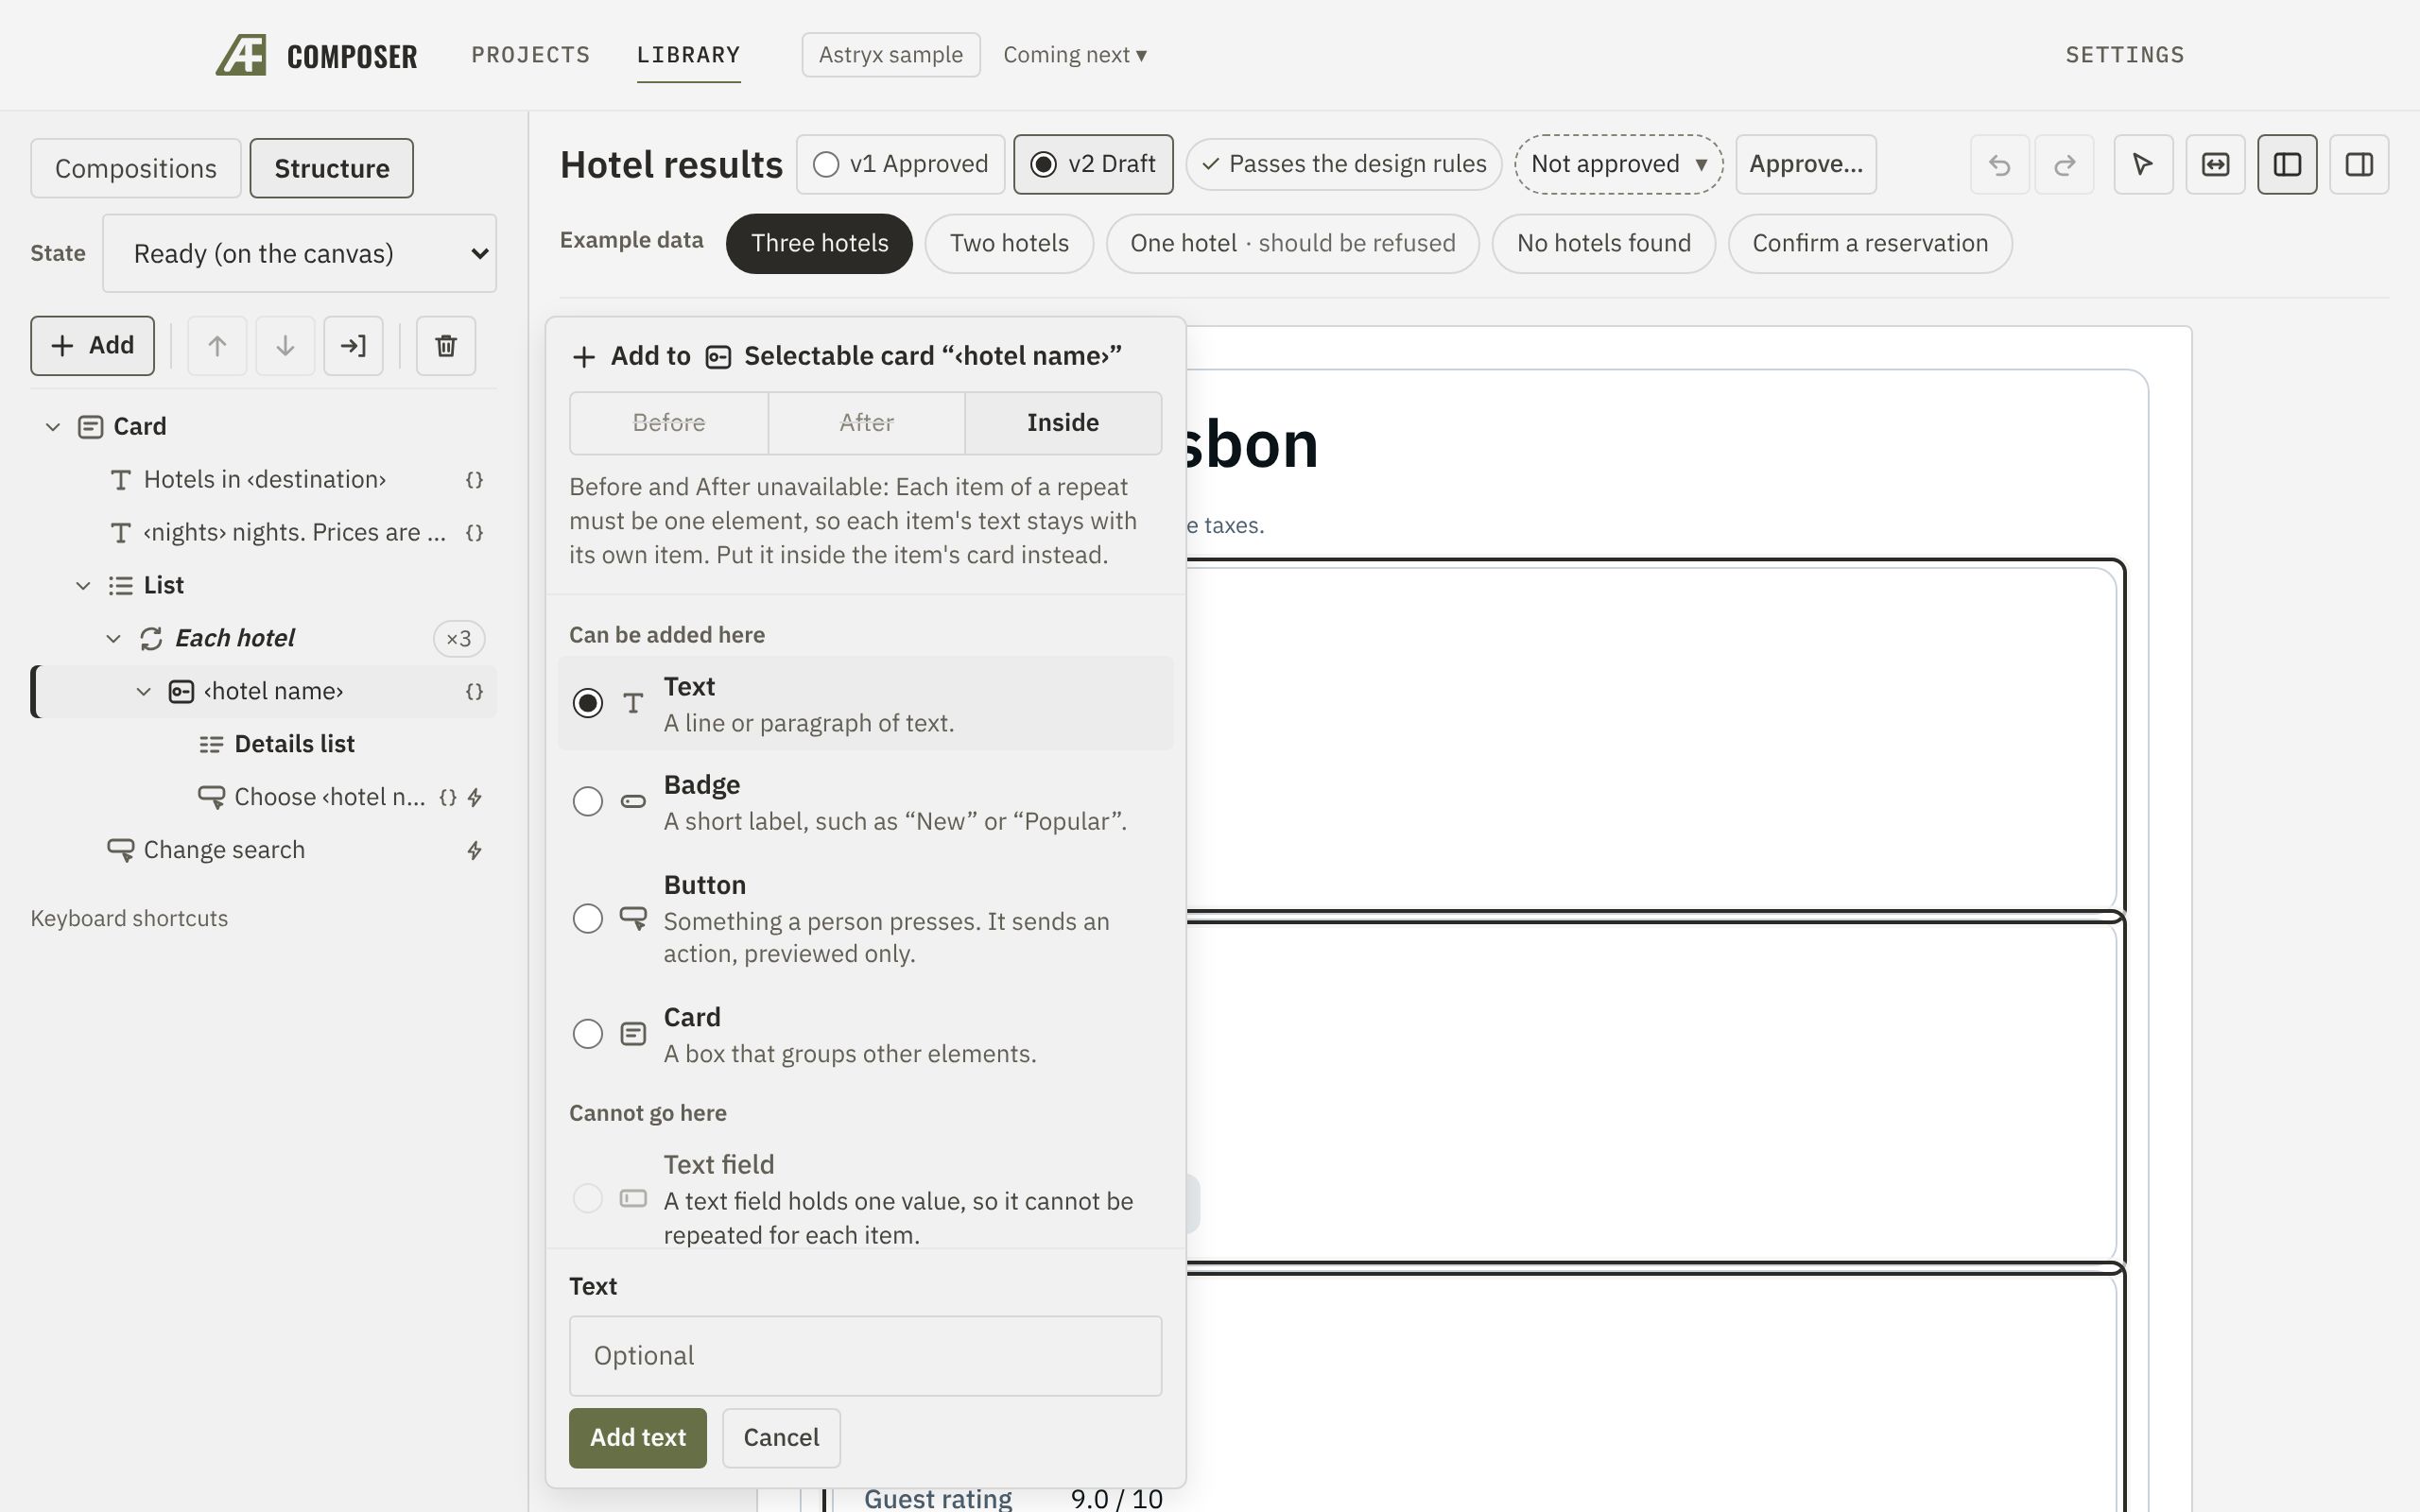 COMPOSER
PROJECTS
LIBRARY
Astryx sample
Coming next ▾
SETTINGS
Compositions
Structure
State
Ready (on the canvas)
Add
Card
Hotels in ‹destination›
{}
‹nights› nights. Prices are ...
{}
List
Each hotel
×3
‹hotel name›
{}
Details list
Choose ‹hotel n...
{}
Change search
Keyboard shortcuts
Hotel results
v1 Approved
v2 Draft
✓ Passes the design rules
Not approved ▾
Approve...
Example data
Three hotels
Two hotels
One hotel · should be refused
No hotels found
Confirm a reservation
Add to Selectable card “‹hotel name›”
Before
After
Inside
Before and After unavailable: Each item of a repeat
must be one element, so each item's text stays with
its own item. Put it inside the item's card instead.
Can be added here
Text
A line or paragraph of text.
Badge
A short label, such as “New” or “Popular”.
Button
Something a person presses. It sends an
action, previewed only.
Card
A box that groups other elements.
Cannot go here
Text field
A text field holds one value, so it cannot be
repeated for each item.
Text
Optional
Add text
Cancel
sbon
e taxes.
Guest rating
9.0 / 10